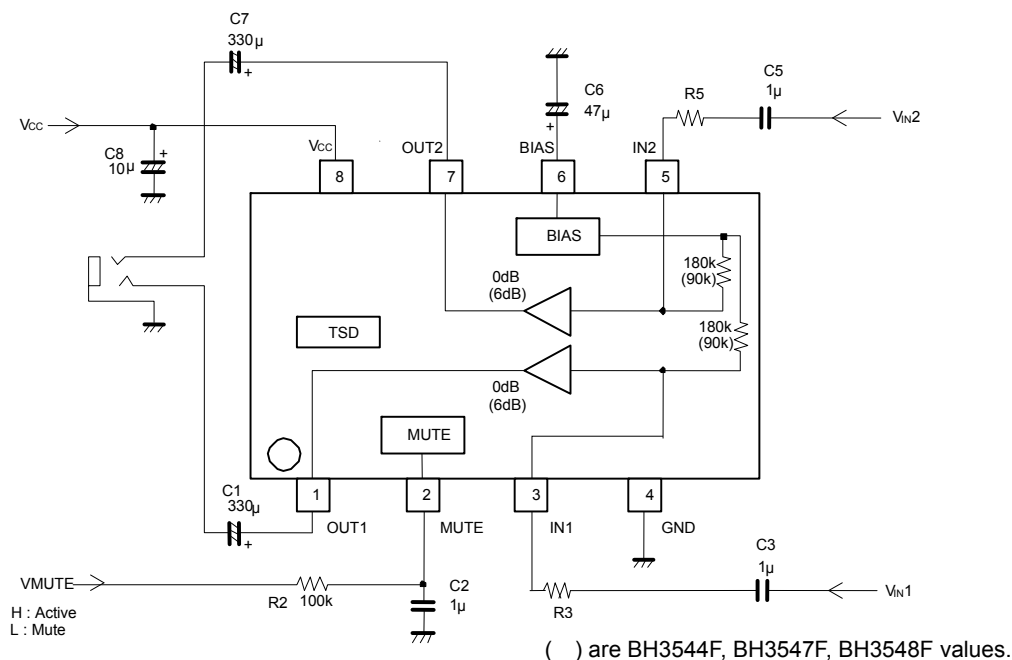 C7
330µ
C6
47µ
C5
1µ
R5
VIN2
VCC
C8
10µ
VCC
OUT2
BIAS
IN2
8
7
6
5
BIAS
0dB
(6dB)
180k
(90k)
180k
(90k)
TSD
0dB
(6dB)
MUTE
C1
330µ
1
2
3
4
OUT1
MUTE
IN1
GND
C3
1µ
VMUTE
R2
100k
C2
1µ
R3
VIN1
H : Active
L : Mute
( ) are BH3544F, BH3547F, BH3548F values.